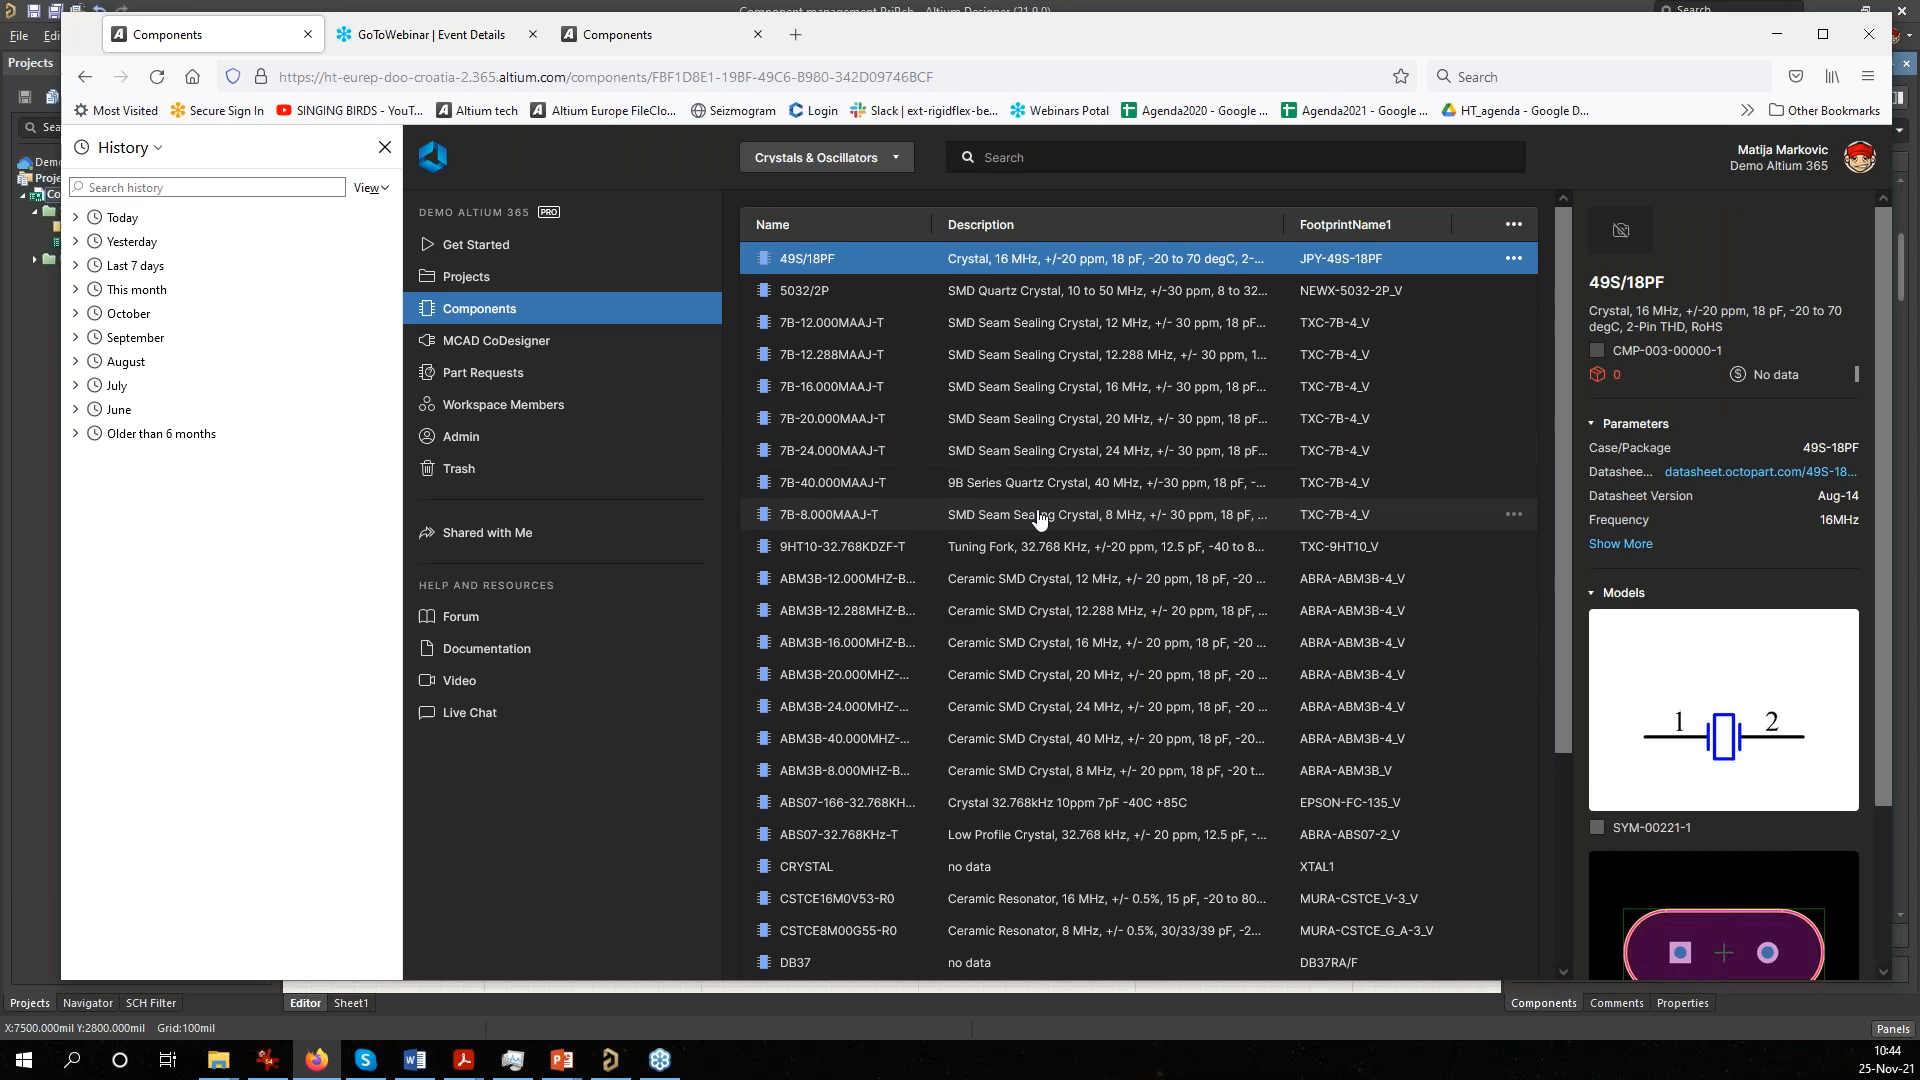 Component management PriRch - Altium Designer (21.9.0)
Search
File
Edi
Components
GoToWebinar | Event Details
Components
Projects
https://ht-eurep-doo-croatia-2.365.altium.com/components/FBF1D8E1-19BF-49C6-B980-342D09746BCF
Search
Most Visited
Secure Sign In
SINGING BIRDS - YouT...
Altium tech
Altium Europe FileClo...
Seizmogram
Login
Slack | ext-rigidflex-be...
Webinars Potal
Agenda2020 - Google ...
Agenda2021 - Google ...
HT_agenda - Google D...
Other Bookmarks
Sea
Demo
Proje
Co
History
Search history
View
Today
Yesterday
Last 7 days
This month
October
September
August
July
June
Older than 6 months
Crystals & Oscillators
Search
Matija Markovic
Demo Altium 365
DEMO ALTIUM 365 PRO
Get Started
Projects
Components
MCAD CoDesigner
Part Requests
Workspace Members
Admin
Trash
Shared with Me
HELP AND RESOURCES
Forum
Documentation
Video
Live Chat
Name Description FootprintName1
49S/18PF Crystal, 16 MHz, +/-20 ppm, 18 pF, -20 to 70 degC, 2-... JPY-49S-18PF
5032/2P SMD Quartz Crystal, 10 to 50 MHz, +/-30 ppm, 8 to 32... NEWX-5032-2P_V
7B-12.000MAAJ-T SMD Seam Sealing Crystal, 12 MHz, +/- 30 ppm, 18 pF... TXC-7B-4_V
7B-12.288MAAJ-T SMD Seam Sealing Crystal, 12.288 MHz, +/- 30 ppm, 1... TXC-7B-4_V
7B-16.000MAAJ-T SMD Seam Sealing Crystal, 16 MHz, +/- 30 ppm, 18 pF... TXC-7B-4_V
7B-20.000MAAJ-T SMD Seam Sealing Crystal, 20 MHz, +/- 30 ppm, 18 pF... TXC-7B-4_V
7B-24.000MAAJ-T SMD Seam Sealing Crystal, 24 MHz, +/- 30 ppm, 18 pF... TXC-7B-4_V
7B-40.000MAAJ-T 9B Series Quartz Crystal, 40 MHz, +/-30 ppm, 18 pF, -... TXC-7B-4_V
7B-8.000MAAJ-T SMD Seam Sealing Crystal, 8 MHz, +/- 30 ppm, 18 pF, ... TXC-7B-4_V
9HT10-32.768KDZF-T Tuning Fork, 32.768 KHz, +/-20 ppm, 12.5 pF, -40 to 8... TXC-9HT10_V
ABM3B-12.000MHZ-B... Ceramic SMD Crystal, 12 MHz, +/- 20 ppm, 18 pF, -20 ... ABRA-ABM3B-4_V
ABM3B-12.288MHZ-B... Ceramic SMD Crystal, 12.288 MHz, +/- 20 ppm, 18 pF, ... ABRA-ABM3B-4_V
ABM3B-16.000MHZ-B... Ceramic SMD Crystal, 16 MHz, +/- 20 ppm, 18 pF, -20 ... ABRA-ABM3B-4_V
ABM3B-20.000MHZ-... Ceramic SMD Crystal, 20 MHz, +/- 20 ppm, 18 pF, -20 ... ABRA-ABM3B-4_V
ABM3B-24.000MHZ-... Ceramic SMD Crystal, 24 MHz, +/- 20 ppm, 18 pF, -20 ... ABRA-ABM3B-4_V
ABM3B-40.000MHZ-... Ceramic SMD Crystal, 40 MHz, +/- 20 ppm, 18 pF, -20... ABRA-ABM3B-4_V
ABM3B-8.000MHZ-B... Ceramic SMD Crystal, 8 MHz, +/- 20 ppm, 18 pF, -20 t... ABRA-ABM3B_V
ABS07-166-32.768KH... Crystal 32.768kHz 10ppm 7pF -40C +85C EPSON-FC-135_V
ABS07-32.768KHz-T Low Profile Crystal, 32.768 kHz, +/- 20 ppm, 12.5 pF, -... ABRA-ABS07-2_V
CRYSTAL no data XTAL1
CSTCE16M0V53-R0 Ceramic Resonator, 16 MHz, +/- 0.5%, 15 pF, -20 to 80... MURA-CSTCE_V-3_V
CSTCE8M00G55-R0 Ceramic Resonator, 8 MHz, +/- 0.5%, 30/33/39 pF, -2... MURA-CSTCE_G_A-3_V
DB37 no data DB37RA/F
49S/18PF
Crystal, 16 MHz, +/-20 ppm, 18 pF, -20 to 70
degC, 2-Pin THD, RoHS
CMP-003-00000-1
0 No data
Parameters
Case/Package 49S-18PF
Datashee... datasheet.octopart.com/49S-18...
Datasheet Version Aug-14
Frequency 16MHz
Show More
Models
1 2
SYM-00221-1
Projects Navigator SCH Filter Editor Sheet1 Components Comments Properties
X:7500.000mil Y:2800.000mil Grid:100mil Panels
10:44
25-Nov-21